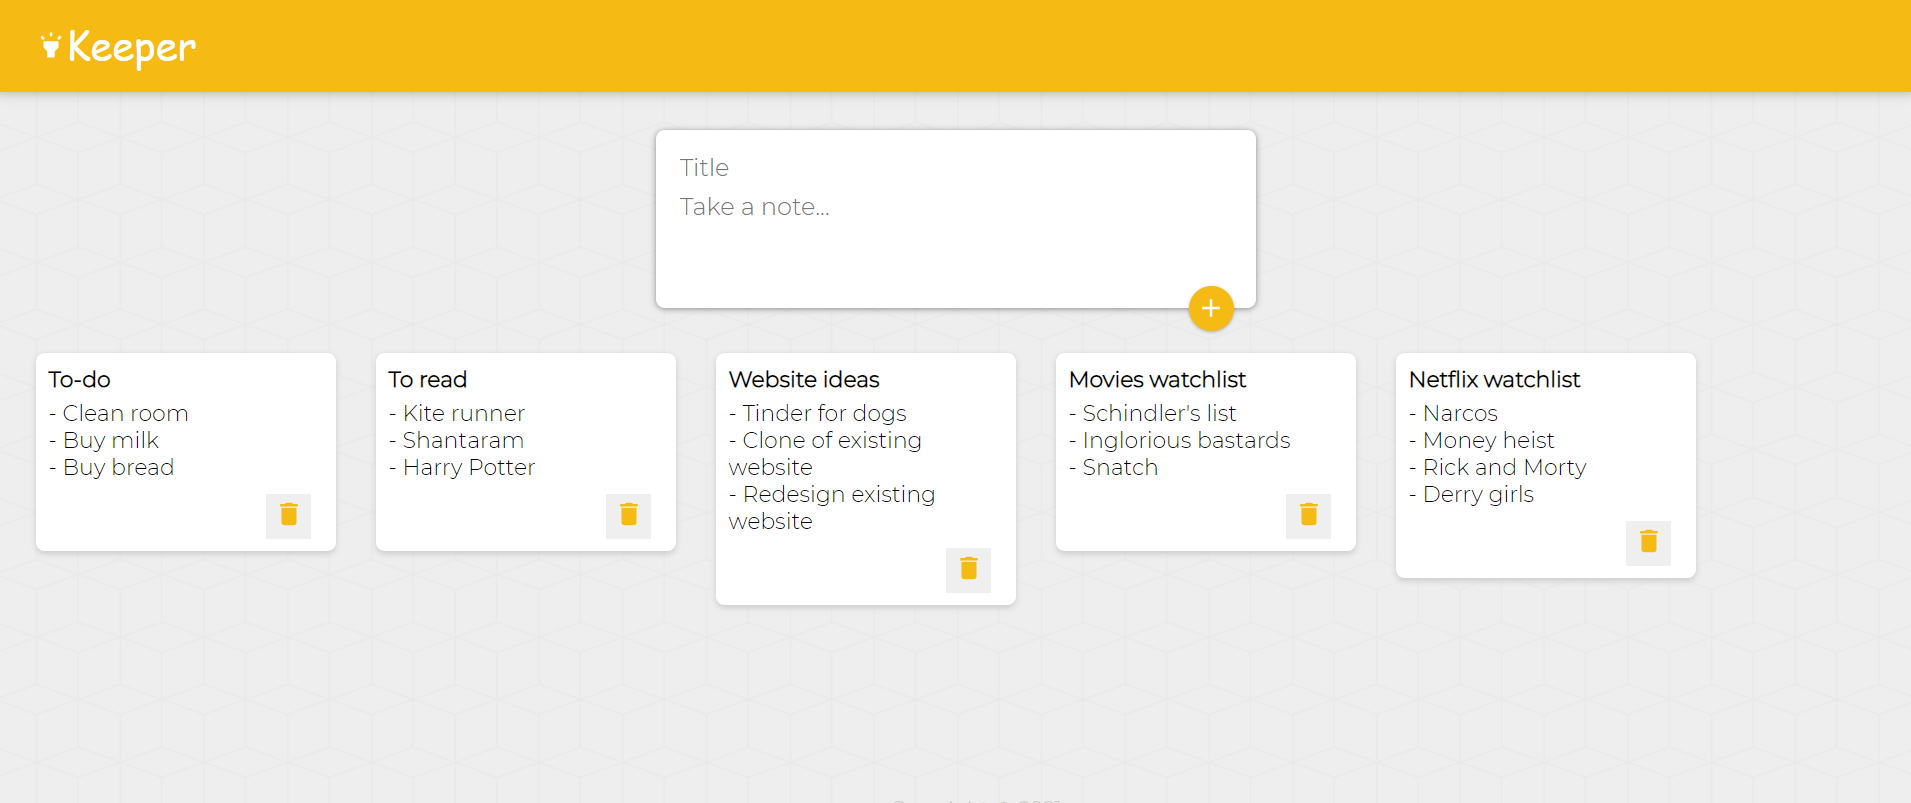 Keeper
Title
Take a note...
To-do
- Clean room
- Buy milk
- Buy bread
To read
- Kite runner
- Shantaram
- Harry Potter
Website ideas
- Tinder for dogs
- Clone of existing
website
- Redesign existing
website
Movies watchlist
- Schindler's list
- Inglorious bastards
- Snatch
Netflix watchlist
- Narcos
- Money heist
- Rick and Morty
- Derry girls